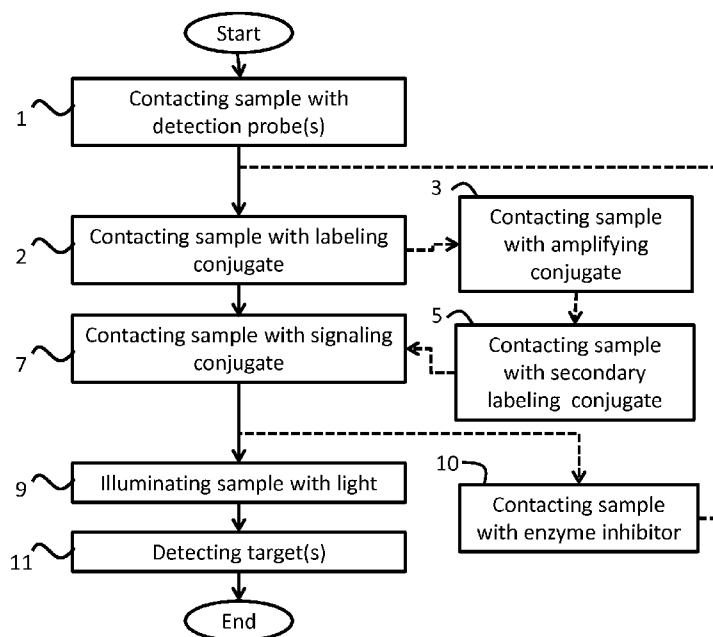 Start
1
Contacting sample with
detection probe(s)
2
Contacting sample with labeling
conjugate
3
Contacting sample
with amplifying
conjugate
5
Contacting sample
with secondary
labeling conjugate
7
Contacting sample with signaling
conjugate
9
Illuminating sample with light
10
Contacting sample
with enzyme inhibitor
11
Detecting target(s)
End